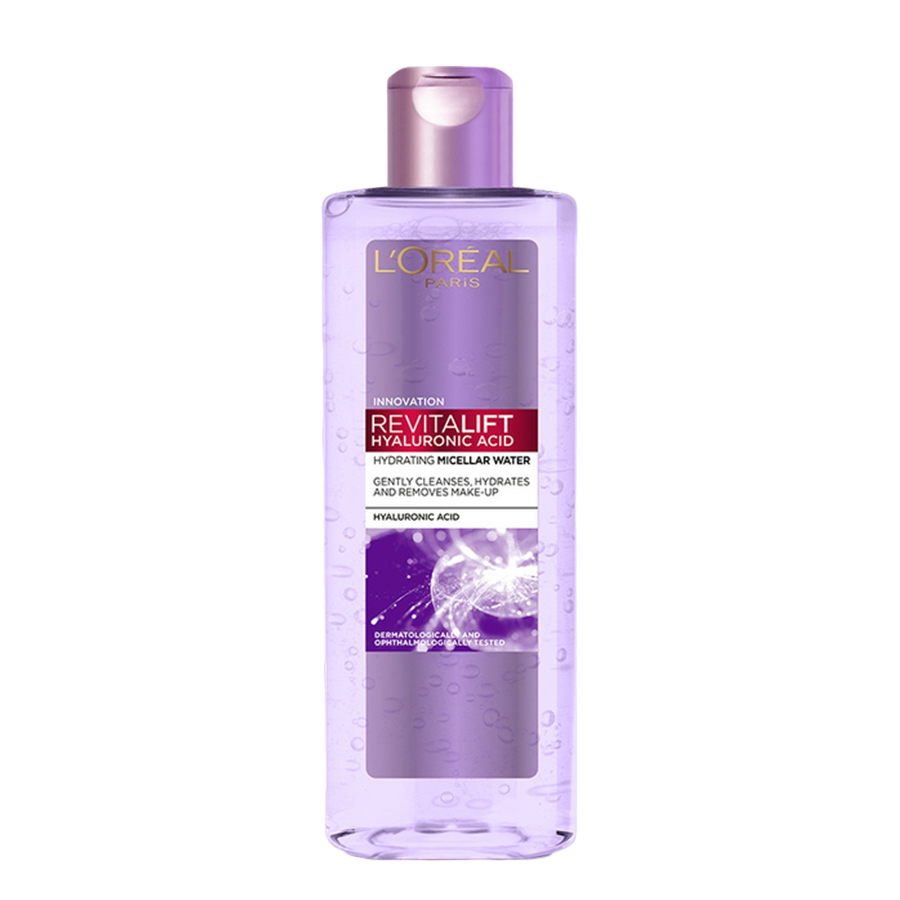 L'ORÉAL
PARiS
INNOVATION
REVITALIFT
HYALURONIC ACID
HYDRATING MICELLAR WATER
GENTLY CLEANSES, HYDRATES
AND REMOVES MAKE-UP
HYALURONIC ACID
DERMATOLOGICALLY AND
OPHTHALMOLOGICALLY TESTED